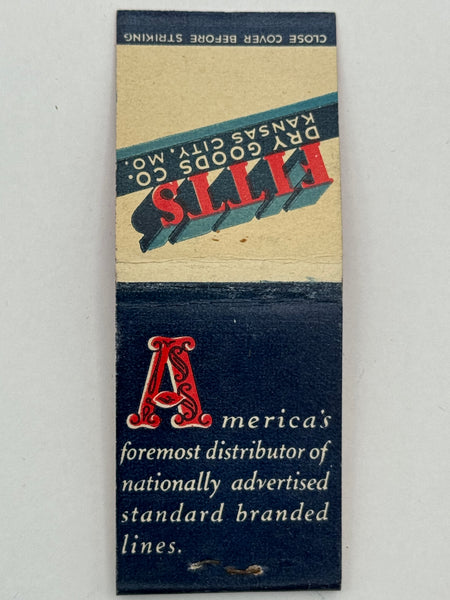 CLOSE COVER BEFORE STRIKING
FITTS
DRY GOODS CO.
KANSAS CITY, MO.
America's
foremost distributor of
nationally advertised
standard branded
lines.